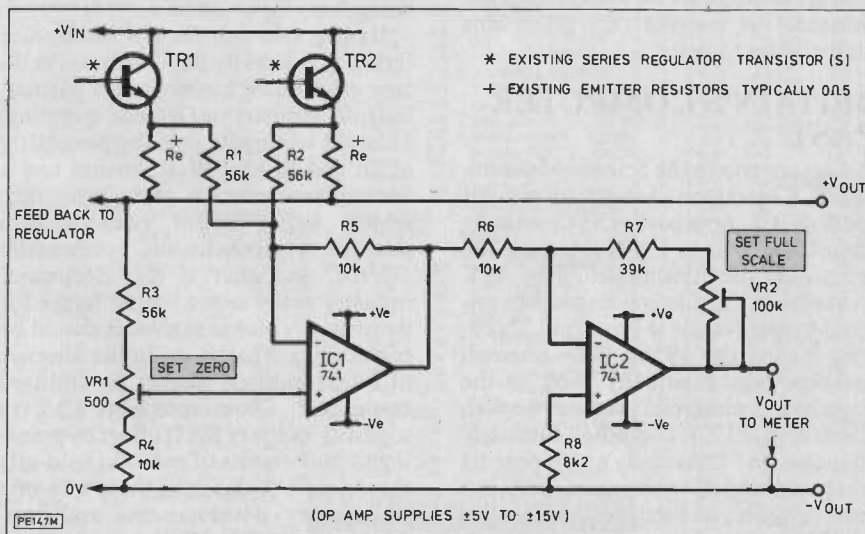 +VIN
TR1
*
TR2
*
* EXISTING SERIES REGULATOR TRANSISTOR (S)
+ EXISTING EMITTER RESISTORS TYPICALLY 0Ω5
+
Re
R1
56k
R2
56k
+
Re
FEED BACK TO
REGULATOR
+VOUT
R5
10k
R6
10k
R7
39k
SET FULL
SCALE
VR2
100k
R3
56k
SET ZERO
VR1
500
R4
10k
+Ve
−
IC1
741
+
−Ve
+Ve
−
IC2
741
+
−Ve
R8
8k2
VOUT
TO METER
0V
−VOUT
PE147M
(OP AMP. SUPPLIES ±5V TO ±15V)